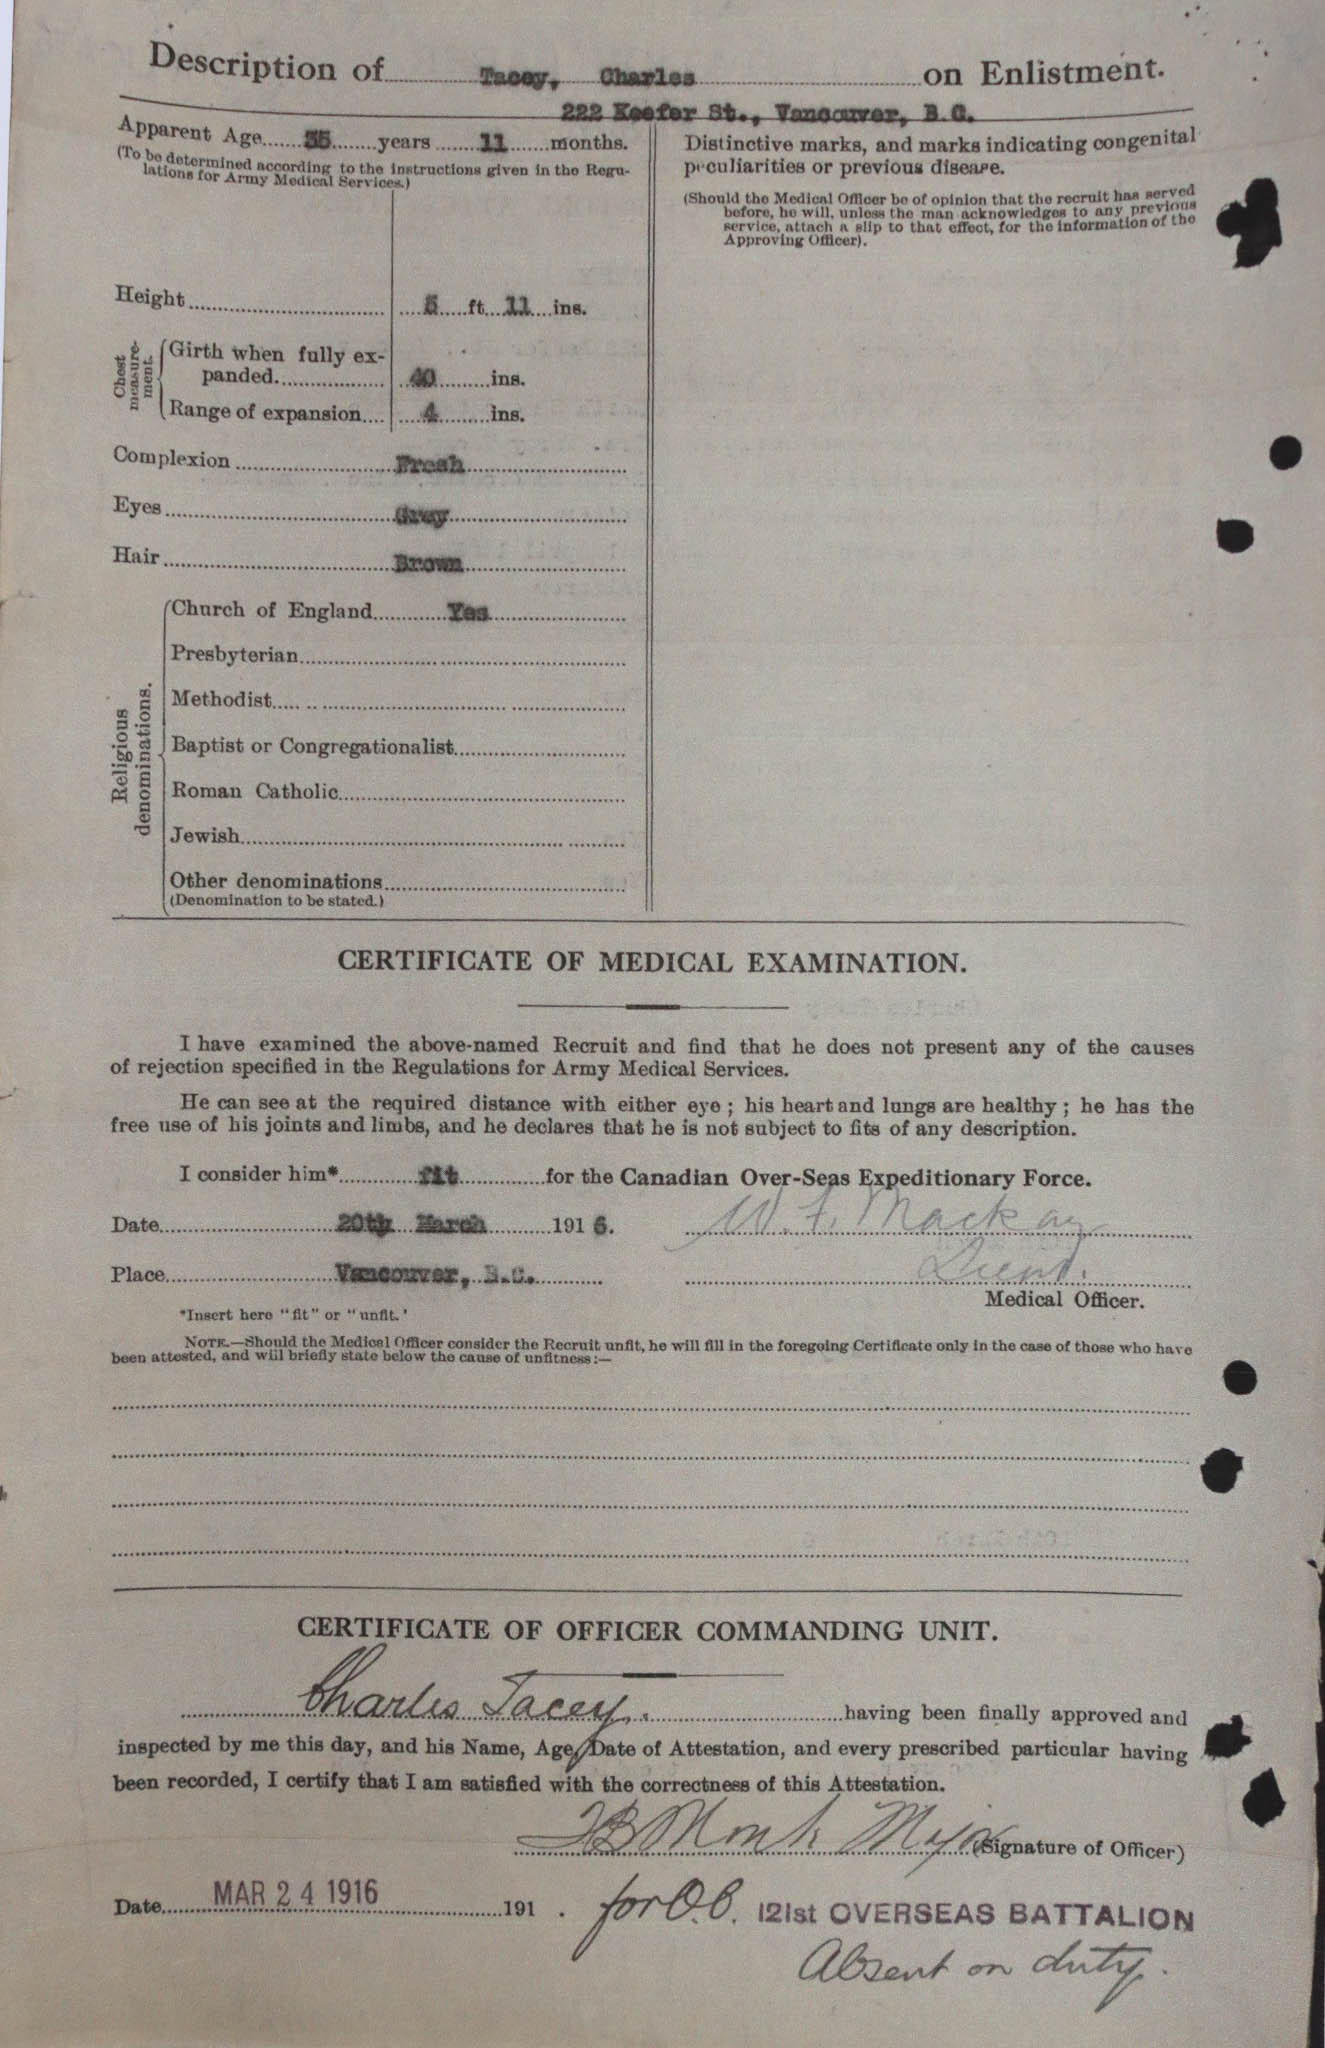 Description of Tacey, Charles on Enlistment.
222 Keefer St., Vancouver, B.C.
Apparent Age 35 years 11 months.
(To be determined according to the instructions given in the Regu-
lations for Army Medical Services.)
Height 5 ft 11 ins.
Chest measure-ment.
Girth when fully ex-
panded 40 ins.
Range of expansion 4 ins.
Complexion Fresh
Eyes Gray
Hair Brown
Religious denominations.
Church of England Yes
Presbyterian
Methodist
Baptist or Congregationalist
Roman Catholic
Jewish
Other denominations
(Denomination to be stated.)
Distinctive marks, and marks indicating congenital
peculiarities or previous disease.
(Should the Medical Officer be of opinion that the recruit has served
before, he will, unless the man acknowledges to any previous
service, attach a slip to that effect, for the information of the
Approving Officer).
CERTIFICATE OF MEDICAL EXAMINATION.
I have examined the above-named Recruit and find that he does not present any of the causes
of rejection specified in the Regulations for Army Medical Services.
He can see at the required distance with either eye; his heart and lungs are healthy; he has the
free use of his joints and limbs, and he declares that he is not subject to fits of any description.
I consider him* fit for the Canadian Over-Seas Expeditionary Force.
Date 20th March 1916. W. F. Mackay
Place Vancouver, B.C. Lieut.
Medical Officer.
*Insert here "fit" or "unfit.'
NOTE.—Should the Medical Officer consider the Recruit unfit, he will fill in the foregoing Certificate only in the case of those who have
been attested, and will briefly state below the cause of unfitness:—
CERTIFICATE OF OFFICER COMMANDING UNIT.
Charles Tacey. having been finally approved and
inspected by me this day, and his Name, Age, Date of Attestation, and every prescribed particular having
been recorded, I certify that I am satisfied with the correctness of this Attestation.
Monk Major (Signature of Officer)
Date MAR 24 1916 191 . for O.C. 121st OVERSEAS BATTALION
Absent on duty.